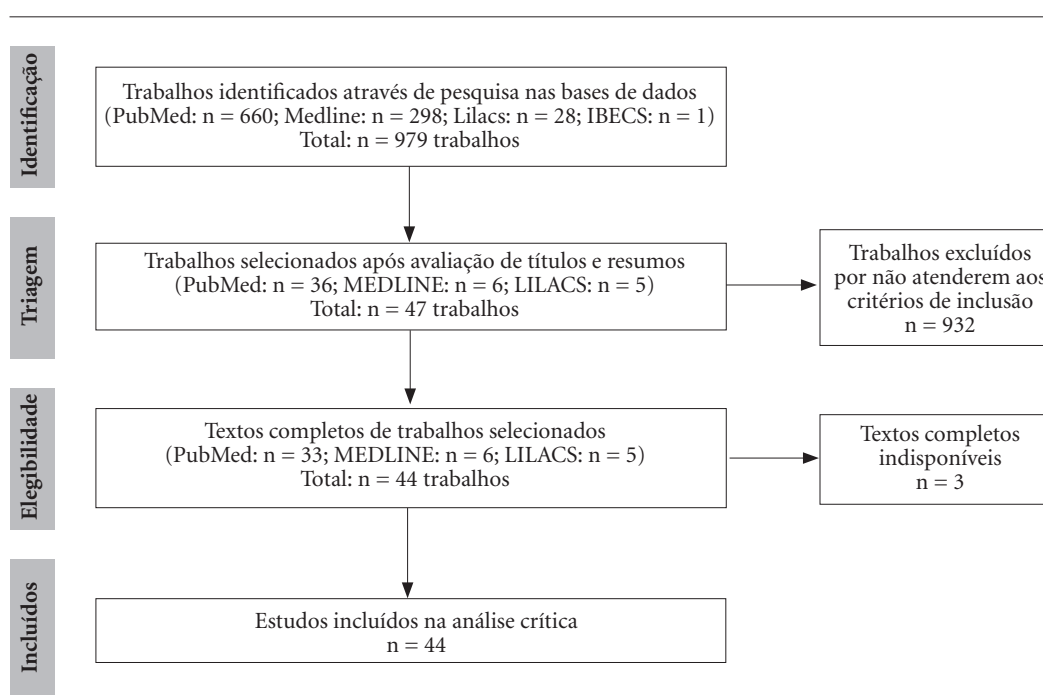 Identificação
Trabalhos identificados através de pesquisa nas bases de dados
(PubMed: n = 660; Medline: n = 298; Lilacs: n = 28; IBECS: n = 1)
Total: n = 979 trabalhos
Triagem
Trabalhos selecionados após avaliação de títulos e resumos
(PubMed: n = 36; MEDLINE: n = 6; LILACS: n = 5)
Total: n = 47 trabalhos
Trabalhos excluídos
por não atenderem aos
critérios de inclusão
n = 932
Elegibilidade
Textos completos de trabalhos selecionados
(PubMed: n = 33; MEDLINE: n = 6; LILACS: n = 5)
Total: n = 44 trabalhos
Textos completos
indisponíveis
n = 3
Incluídos
Estudos incluídos na análise crítica
n = 44